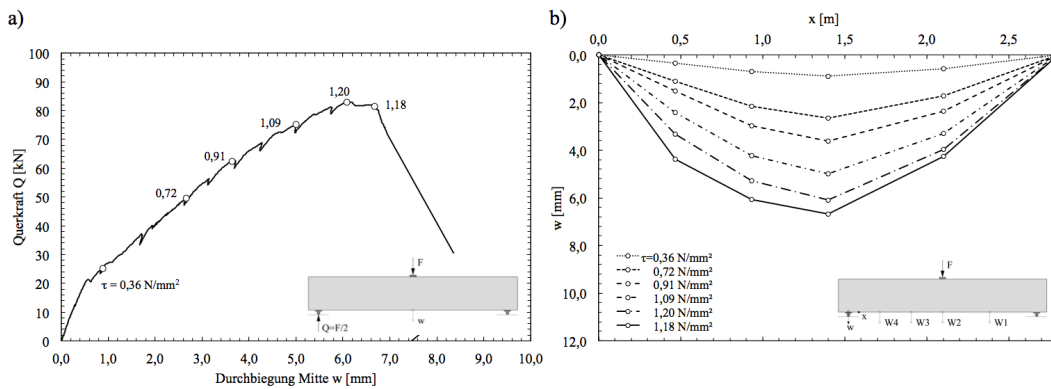 a)
100
90
80
70
60
50
40
30
20
10
0
Querkraft Q [kN]
0,0 1,0 2,0 3,0 4,0 5,0 6,0 7,0 8,0 9,0 10,0
Durchbiegung Mitte w [mm]
τ = 0,36 N/mm²
0,72
0,91
1,09
1,20
1,18
F
Q=F/2
w
b)
x [m]
0,0 0,5 1,0 1,5 2,0 2,5
0,0
2,0
4,0
6,0
8,0
10,0
12,0
w [mm]
τ=0,36 N/mm²
0,72 N/mm²
0,91 N/mm²
1,09 N/mm²
1,20 N/mm²
1,18 N/mm²
F
x
w
W4 W3 W2 W1